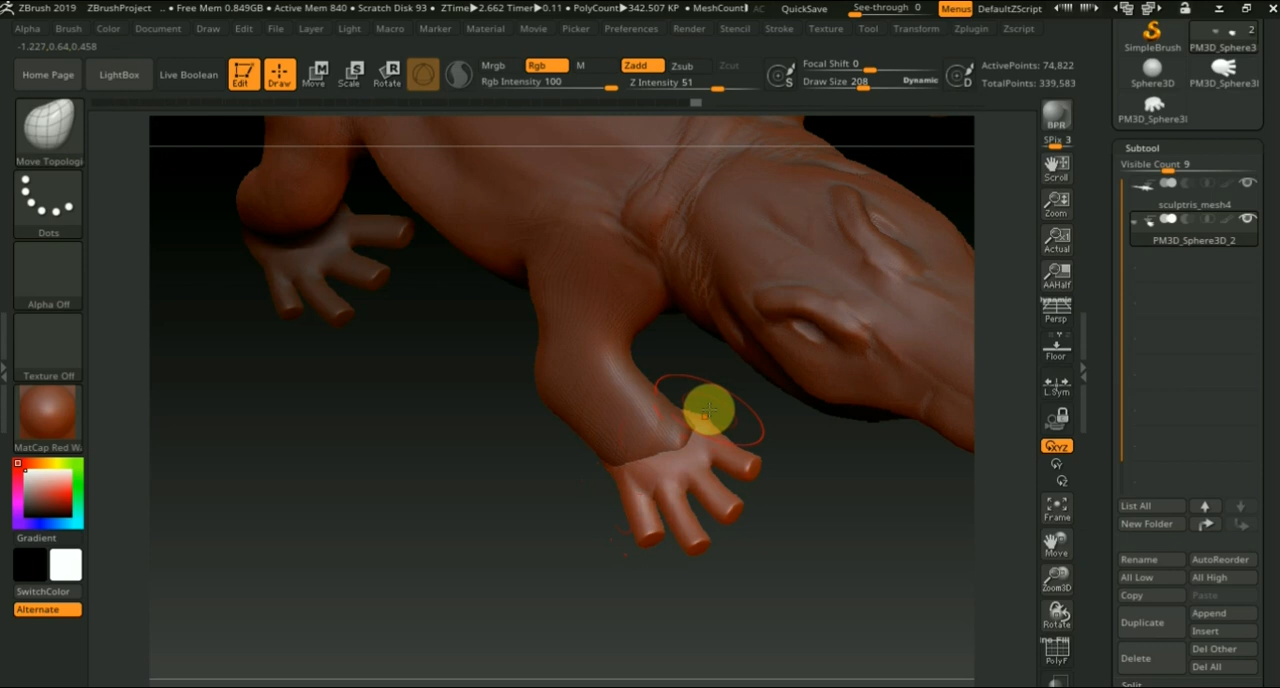 ZBrush 2019 ZBrushProject .. • Free Mem 0.849GB • Active Mem 840 • Scratch Disk 93 • ZTime▶2.662 Timer▶0.11 • PolyCount▶342.507 KP • MeshCount▶ AC QuickSave See-through 0 Menus DefaultZScript
Alpha Brush Color Document Draw Edit File Layer Light Macro Marker Material Movie Picker Preferences Render Stencil Stroke Texture Tool Transform Zplugin Zscript
-1.227,0.64,0.458
Home Page LightBox Live Boolean Edit Draw Move Scale Rotate
Mrgb Rgb M Zadd Zsub Zcut
Rgb Intensity 100 Z Intensity 51
S Focal Shift 0 D
Draw Size 208 Dynamic
ActivePoints: 74,822
TotalPoints: 339,583
Move Topologi
Dots
Alpha Off
Texture Off
MatCap Red W
Gradient
SwitchColor
Alternate
BPR
SPix 3
Scroll
Zoom
Actual
AAHalf
Dynamic
Persp
Floor
L.Sym
XYZ
Y
Z
Frame
Move
Zoom3D
Rotate
PolyF
2
SimpleBrush PM3D_Sphere3
Sphere3D PM3D_Sphere3I
PM3D_Sphere3I
Subtool
Visible Count 9
sculptris_mesh4
PM3D_Sphere3D_2
List All
New Folder
Rename AutoReorder
All Low All High
Copy Paste
Duplicate Append
Insert
Delete Del Other
Del All
Split